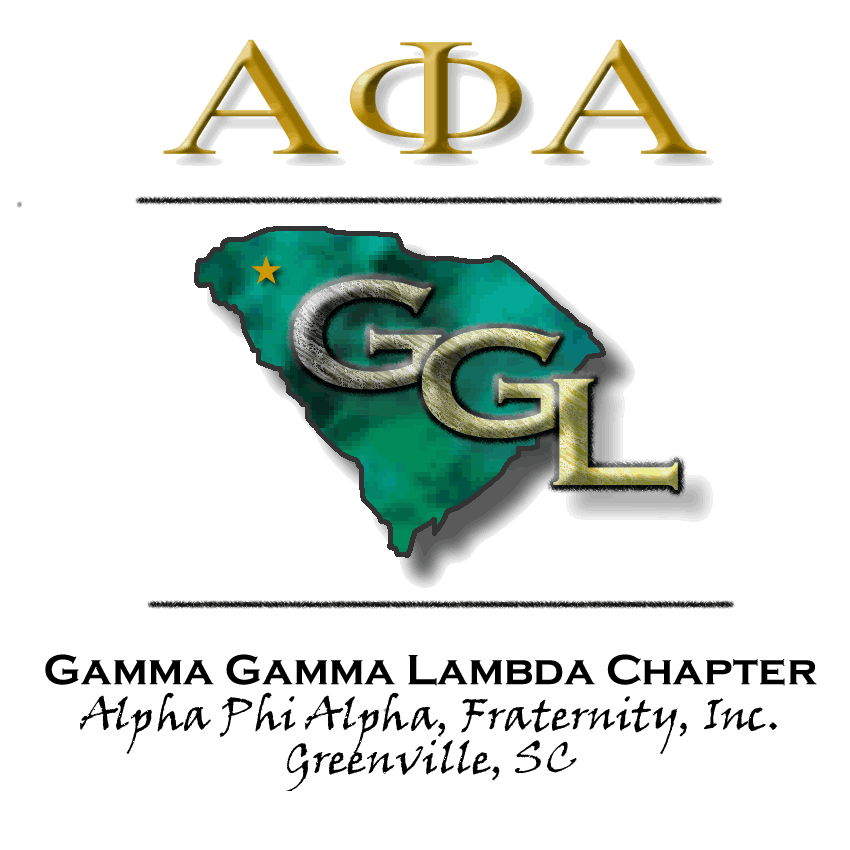 ΑΦΑ
GGL
GAMMA GAMMA LAMBDA CHAPTER
Alpha Phi Alpha, Fraternity, Inc.
Greenville, SC